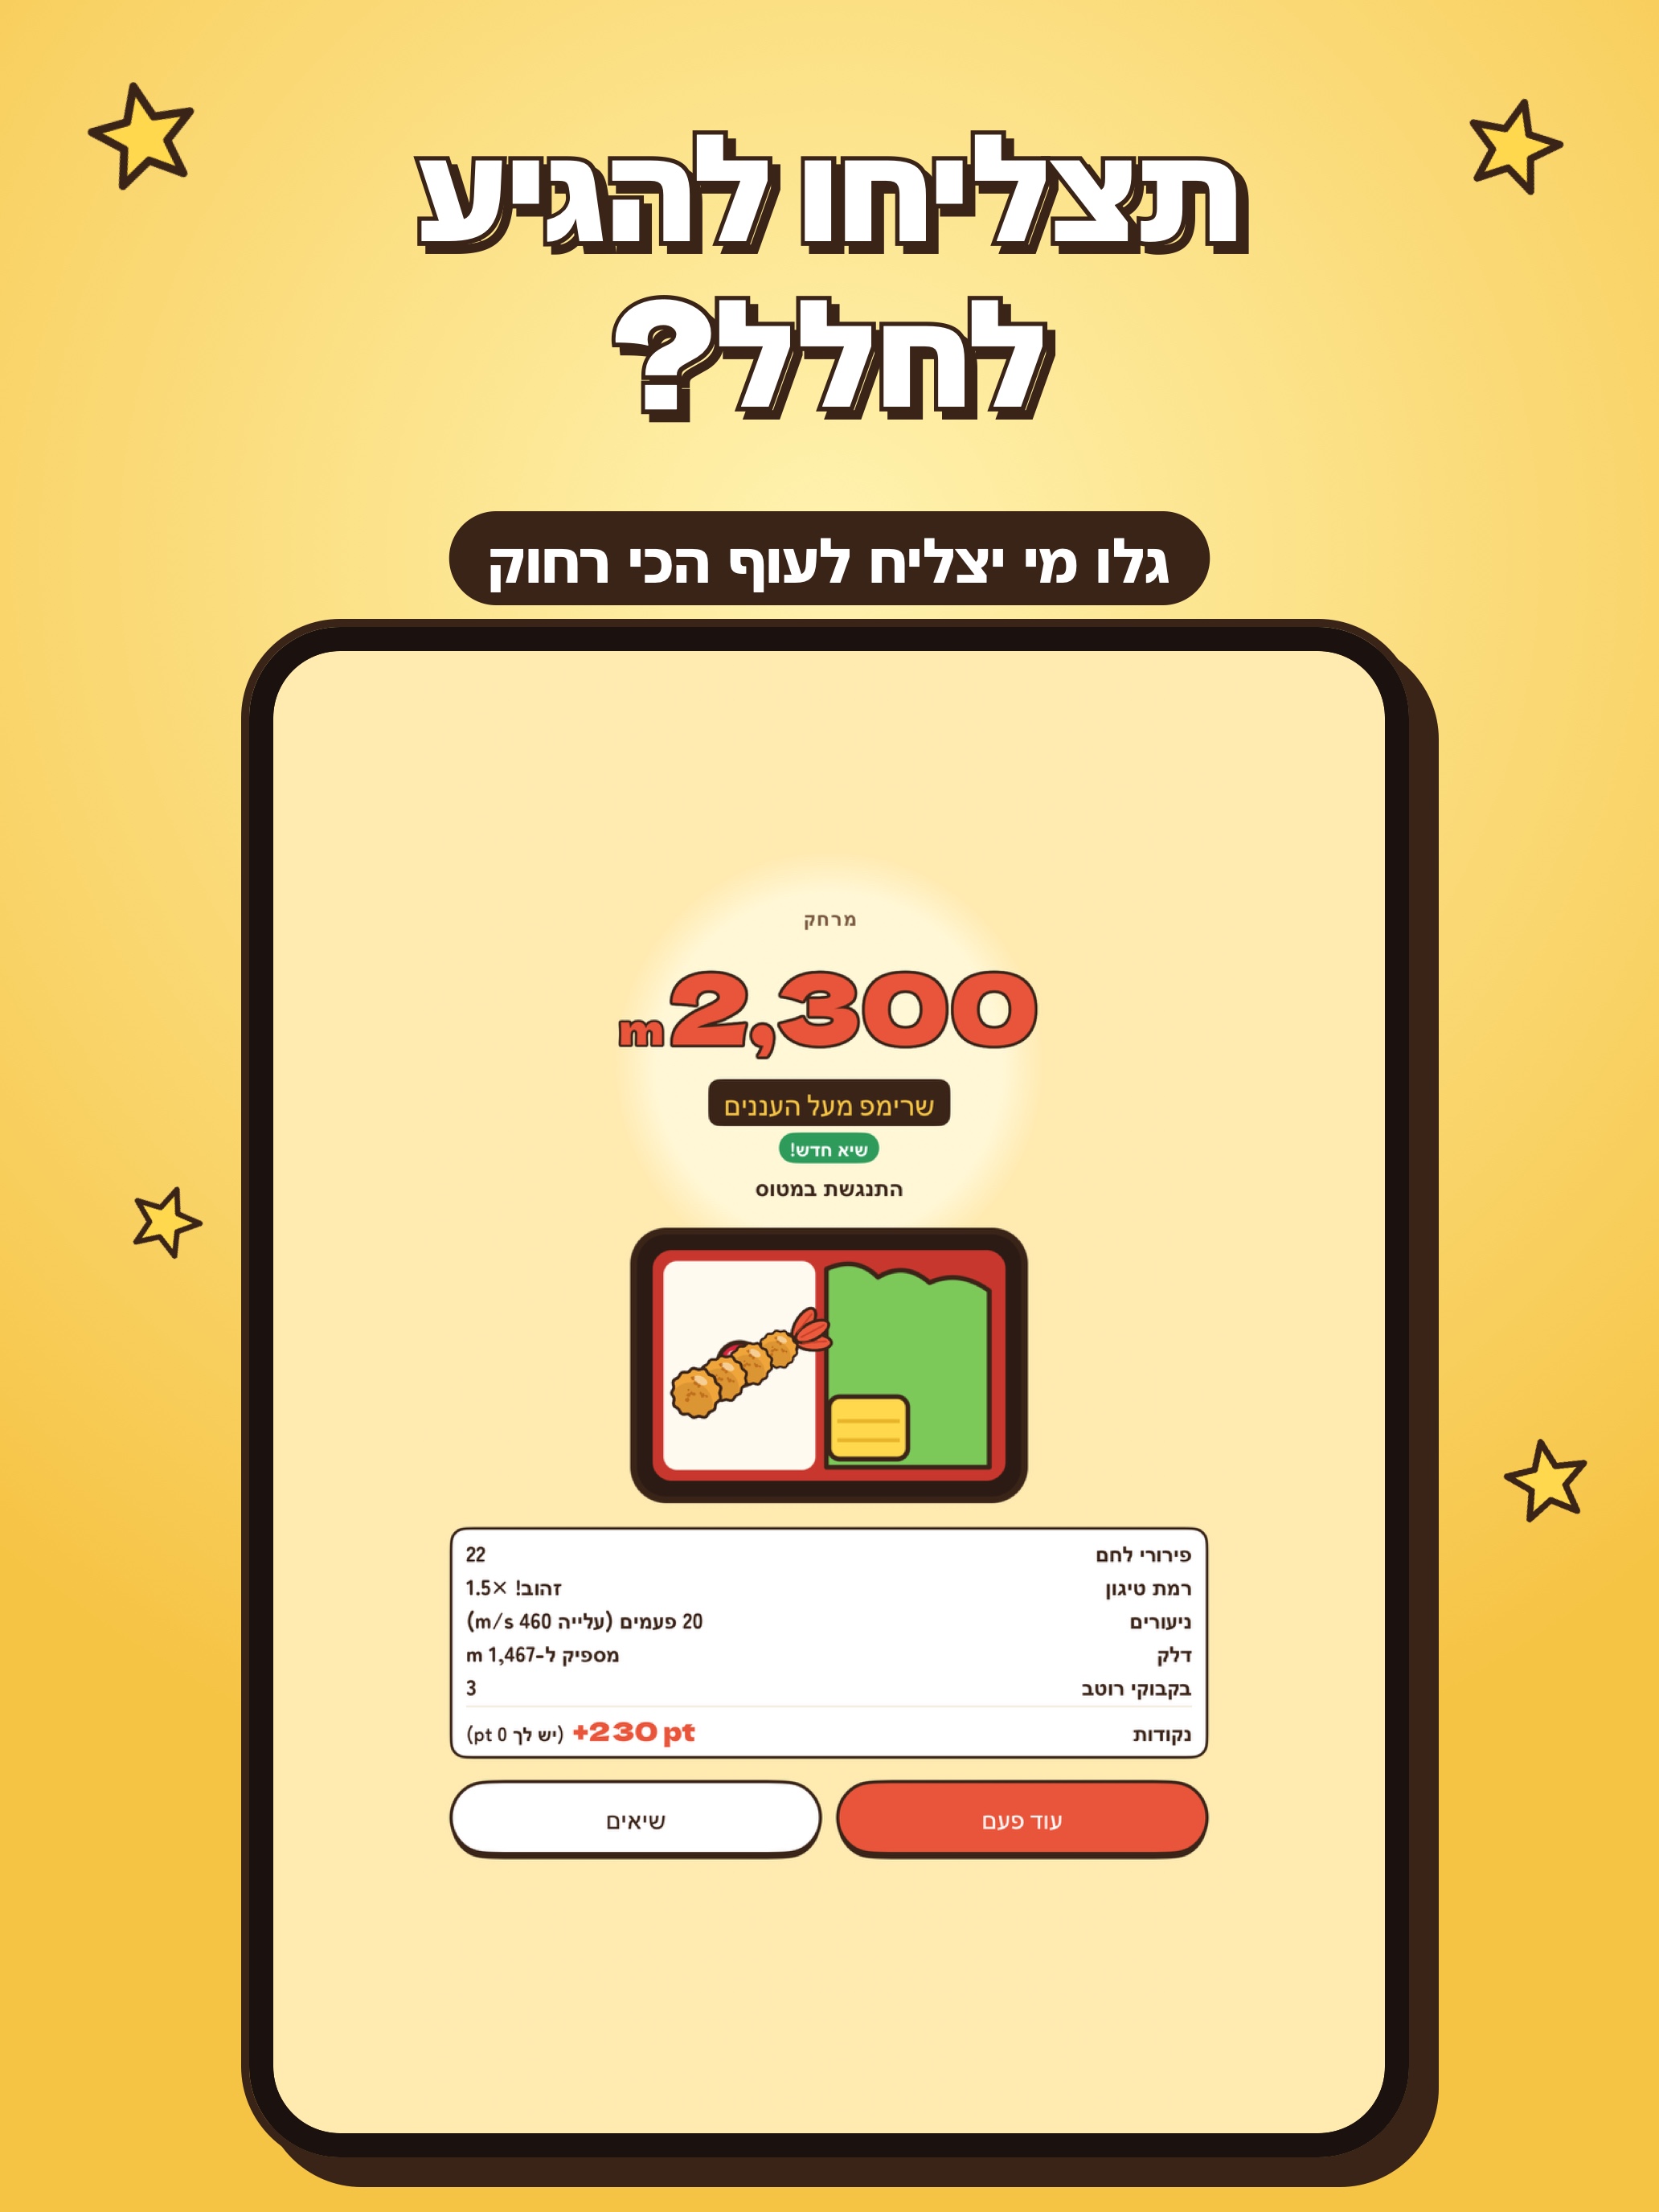 תצליחו להגיע
לחלל?
גלו מי יצליח לעוף הכי רחוק
מרחק
2,300 m
שרימפ מעל העננים
שיא חדש!
התנגשת במטוס
פירורי לחם 22
רמת טיגון זהוב! ×1.5
ניעורים 20 פעמים (עלייה 460 m/s)
דלק מספיק ל-1,467 m
בקבוקי רוטב 3
נקודות +230 pt (יש לך 0 pt)
עוד פעם
שיאים